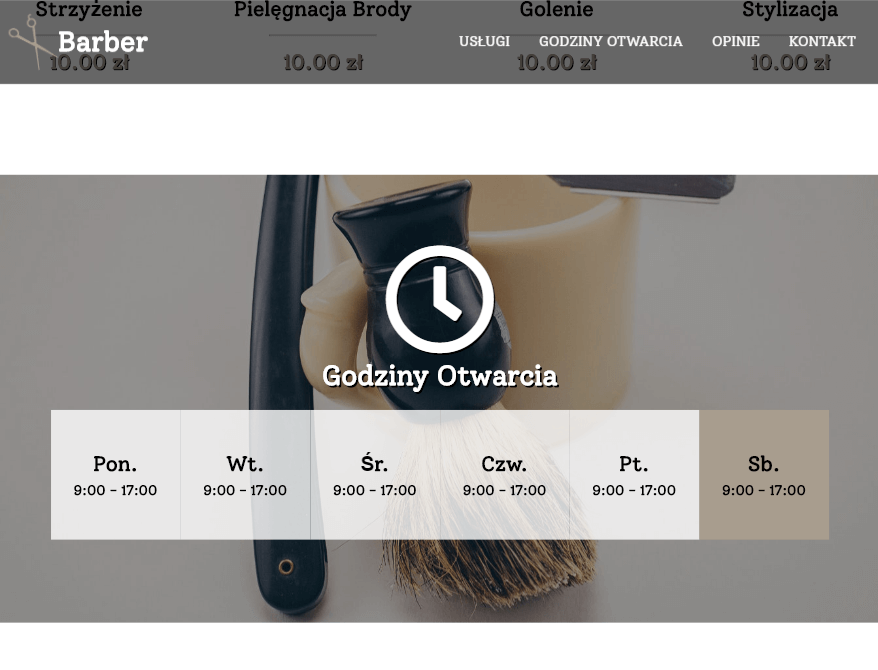 Strzyżenie Pielęgnacja Brody Golenie Stylizacja
Barber USŁUGI GODZINY OTWARCIA OPINIE KONTAKT
10.00 zł 10.00 zł 10.00 zł 10.00 zł
Godziny Otwarcia
Pon. Wt. Śr. Czw. Pt. Sb.
9:00 - 17:00 9:00 - 17:00 9:00 - 17:00 9:00 - 17:00 9:00 - 17:00 9:00 - 17:00